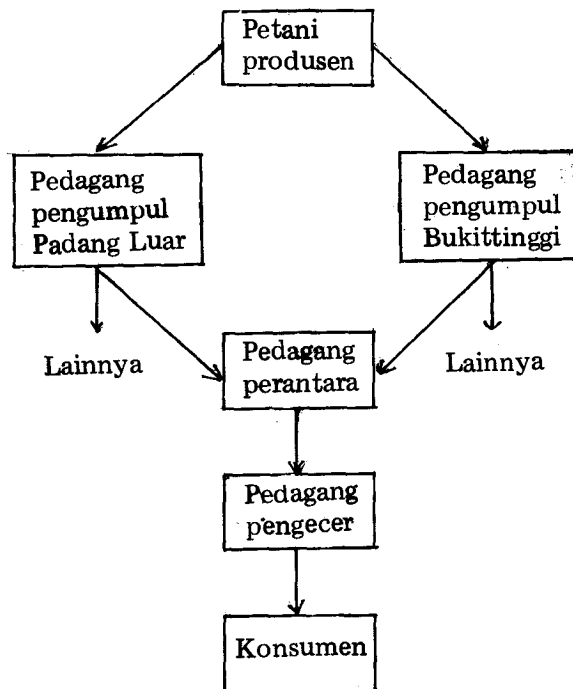 Petani
produsen
Pedagang
pengumpul
Padang Luar
Pedagang
pengumpul
Bukittinggi
Lainnya
Pedagang
perantara
Lainnya
Pedagang
pengecer
Konsumen